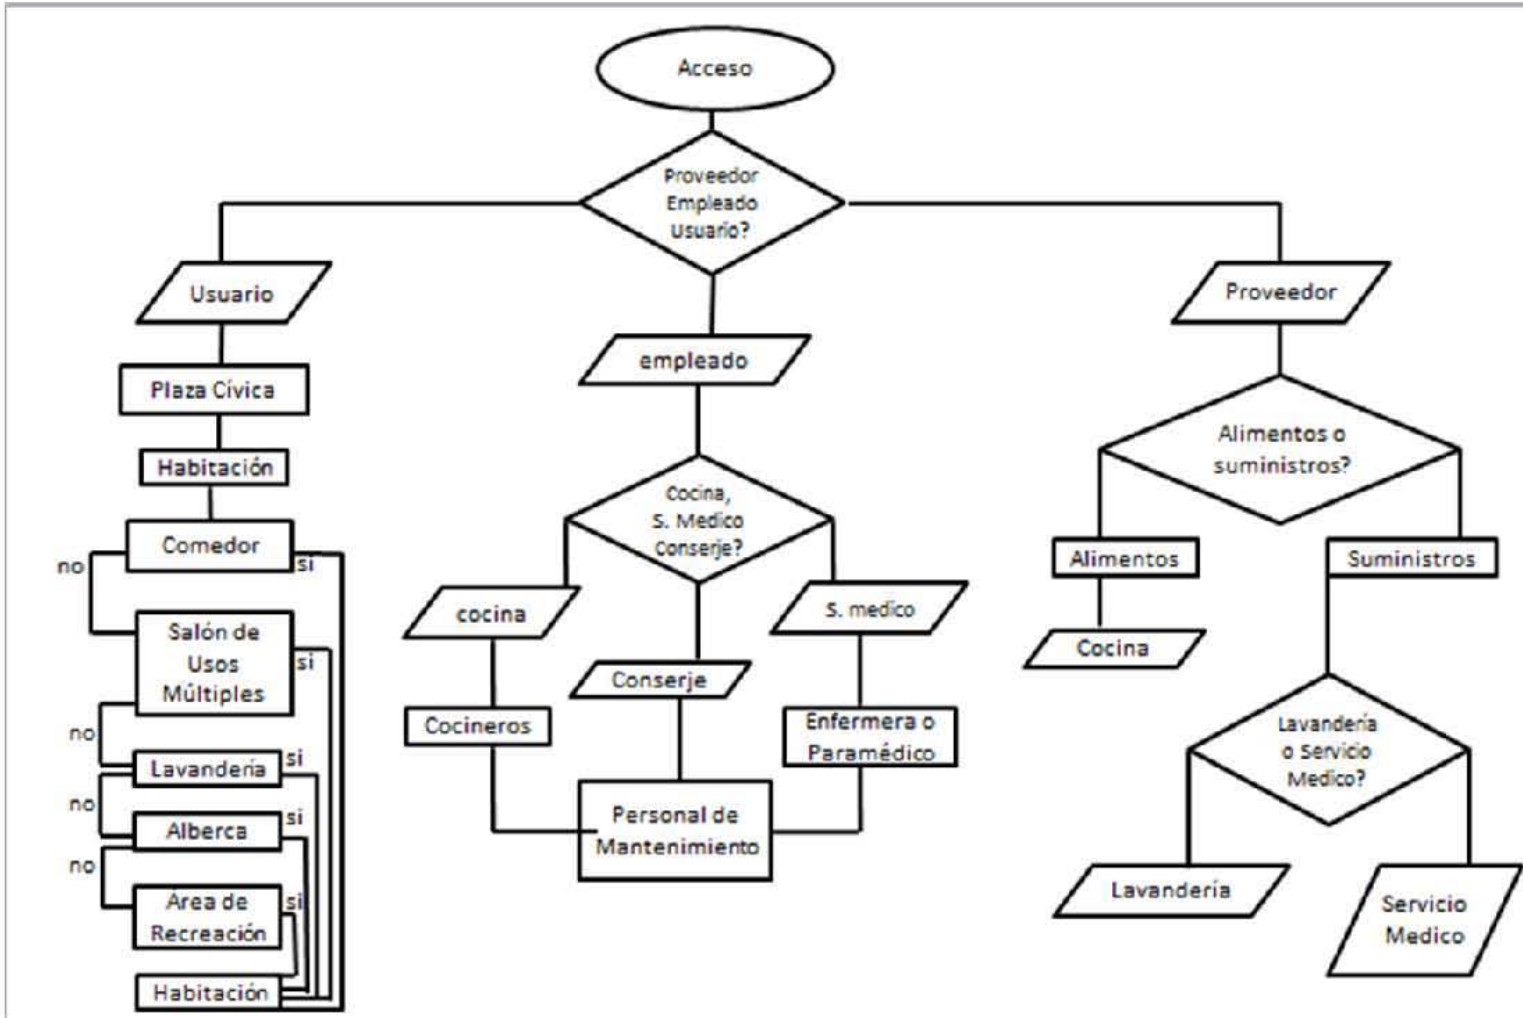 Acceso
Proveedor
Empleado
Usuario?
Usuario
Plaza Cívica
Habitación
Comedor
no
si
Salón de
Usos
Múltiples
si
no
Lavandería
si
no
Alberca
si
no
Área de
Recreación
si
Habitación
empleado
Cocina,
S. Medico
Conserje?
cocina
Conserje
S. medico
Cocineros
Enfermera o
Paramédico
Personal de
Mantenimiento
Proveedor
Alimentos o
suministros?
Alimentos
Suministros
Cocina
Lavandería
o Servicio
Medico?
Lavandería
Servicio
Medico